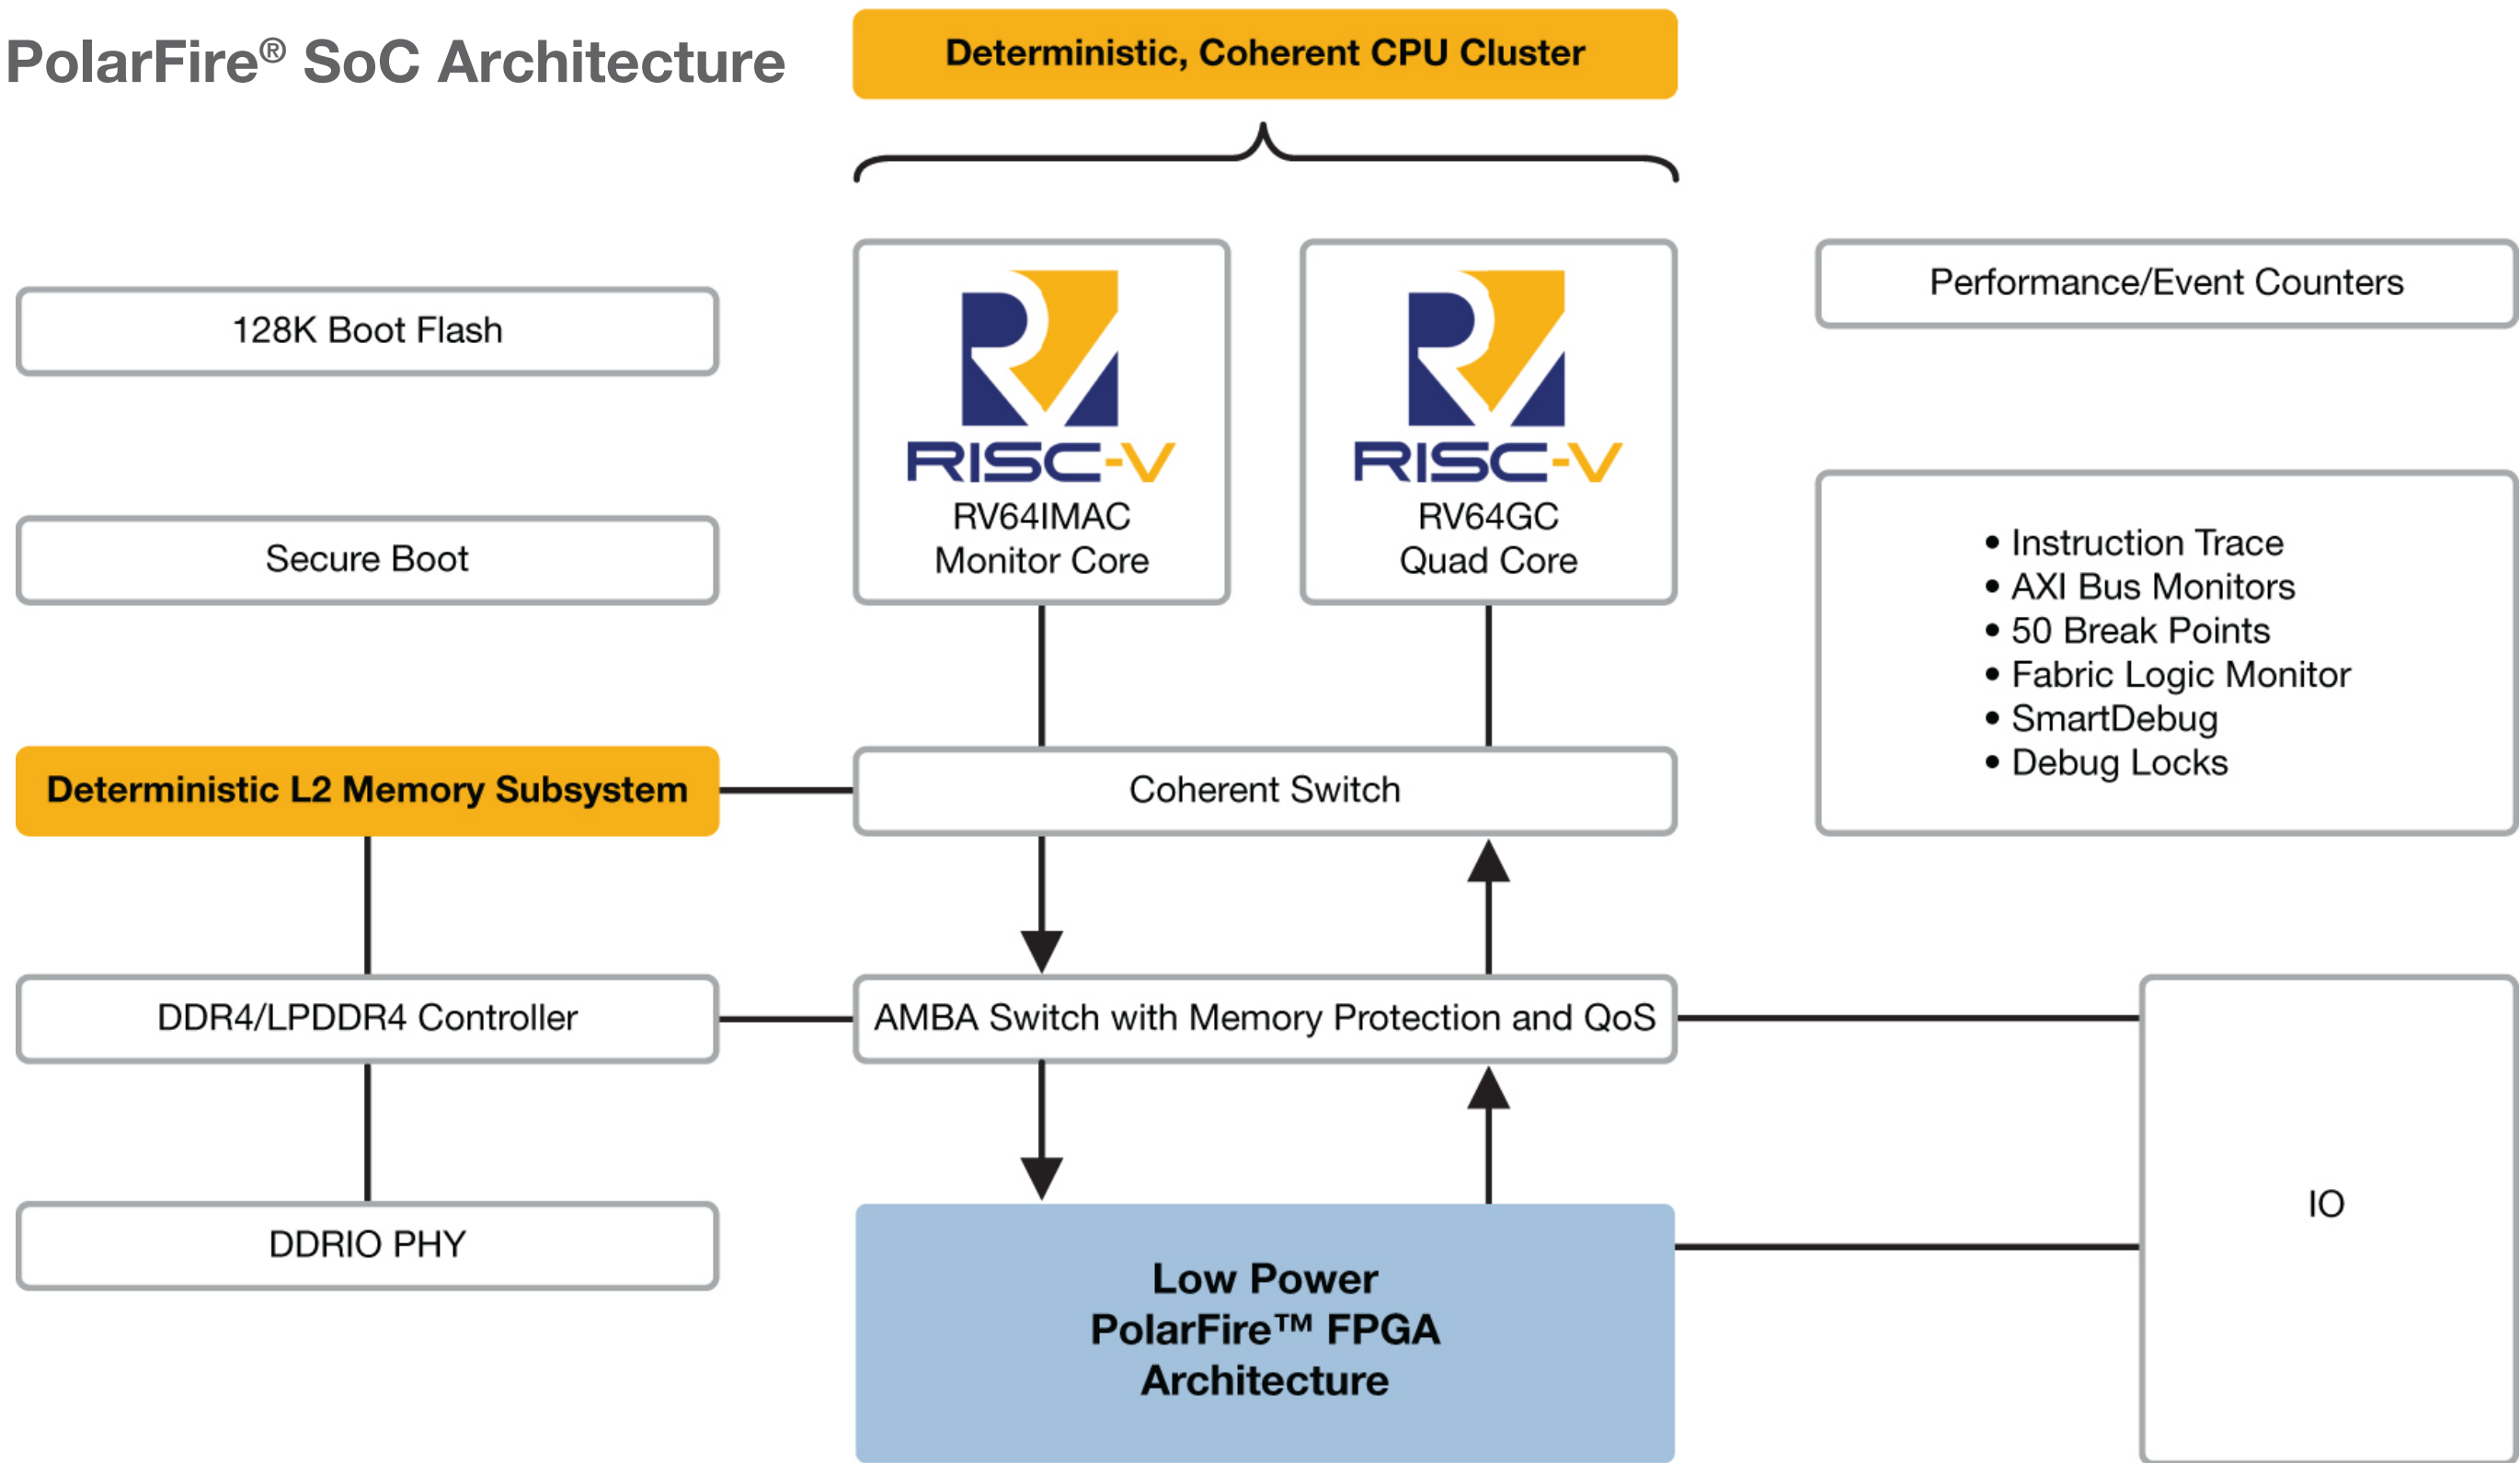 PolarFire® SoC Architecture
Deterministic, Coherent CPU Cluster
128K Boot Flash
Secure Boot
RISC-V
RV64IMAC
Monitor Core
RISC-V
RV64GC
Quad Core
Performance/Event Counters
• Instruction Trace
• AXI Bus Monitors
• 50 Break Points
• Fabric Logic Monitor
• SmartDebug
• Debug Locks
Deterministic L2 Memory Subsystem
Coherent Switch
DDR4/LPDDR4 Controller
AMBA Switch with Memory Protection and QoS
DDRIO PHY
Low Power
PolarFire™ FPGA
Architecture
IO